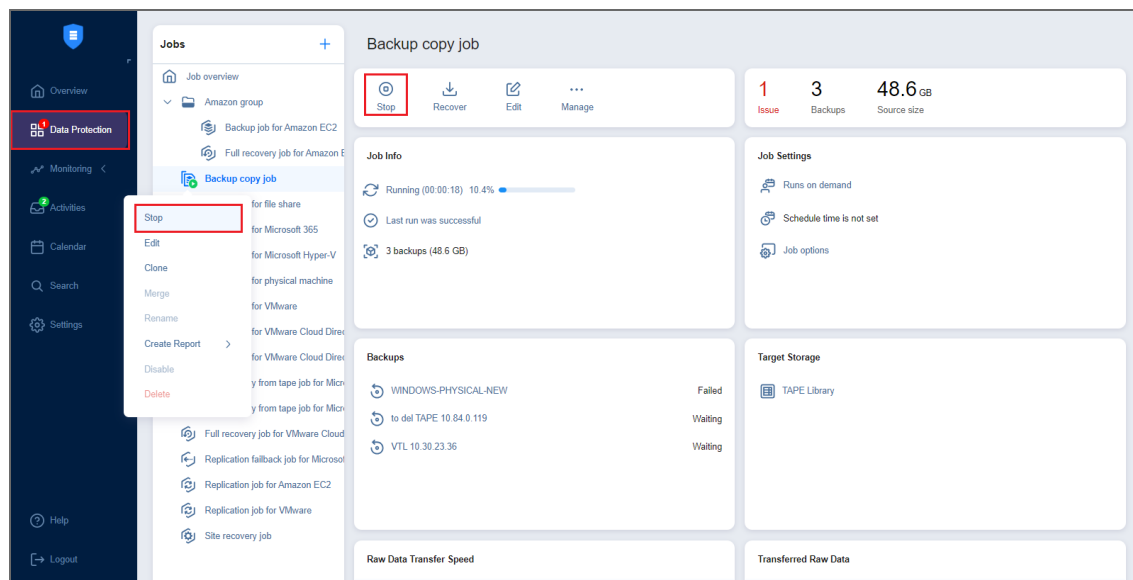 Overview
1
Data Protection
Monitoring
2
Activities
Calendar
Search
Settings
Help
Logout
Jobs
Job overview
Amazon group
Backup job for Amazon EC2
Full recovery job for Amazon E
Backup copy job
for file share
for Microsoft 365
for Microsoft Hyper-V
for physical machine
for VMware
for VMware Cloud Direc
for VMware Cloud Direc
y from tape job for Micro
y from tape job for Micro
Full recovery job for VMware Cloud
Replication failback job for Microsof
Replication job for Amazon EC2
Replication job for VMware
Site recovery job
Stop
Edit
Clone
Merge
Rename
Create Report
Disable
Delete
Backup copy job
Stop Recover Edit Manage
1 3 48.6 GB
Issue Backups Source size
Job Info
Running (00:00:18) 10.4%
Last run was successful
3 backups (48.6 GB)
Job Settings
Runs on demand
Schedule time is not set
Job options
Backups
WINDOWS-PHYSICAL-NEW Failed
to del TAPE 10.84.0.119 Waiting
VTL 10.30.23.36 Waiting
Target Storage
TAPE Library
Raw Data Transfer Speed
Transferred Raw Data